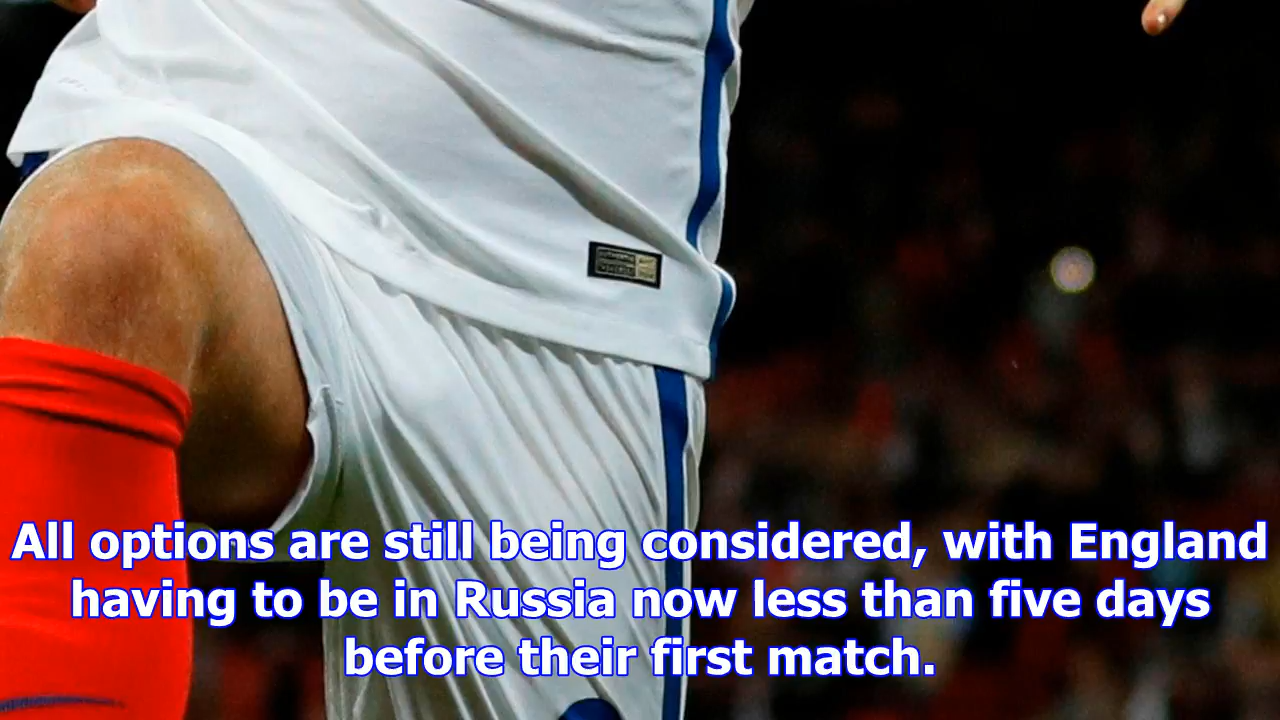 All options are still being considered, with England
having to be in Russia now less than five days
before their first match.